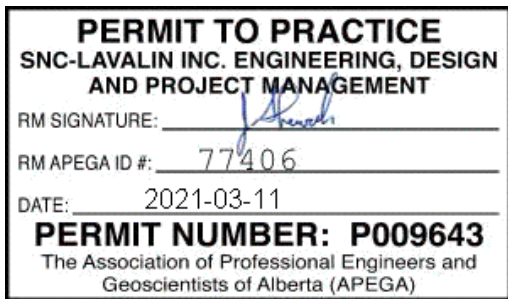 PERMIT TO PRACTICE
SNC-LAVALIN INC. ENGINEERING, DESIGN
AND PROJECT MANAGEMENT
RM SIGNATURE:
RM APEGA ID #: 77406
DATE: 2021-03-11
PERMIT NUMBER: P009643
The Association of Professional Engineers and
Geoscientists of Alberta (APEGA)